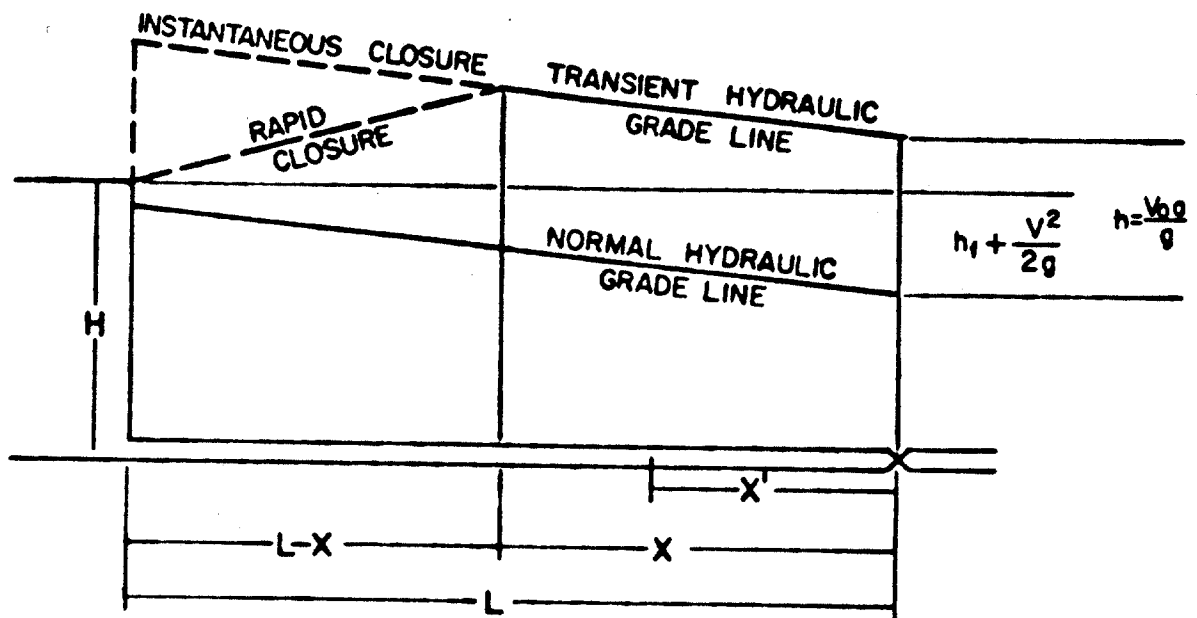 INSTANTANEOUS CLOSURE
TRANSIENT HYDRAULIC
GRADE LINE
RAPID
CLOSURE
h₁ + V²/2g
h = V₀a/g
NORMAL HYDRAULIC
GRADE LINE
H
X'
L-X
X
L